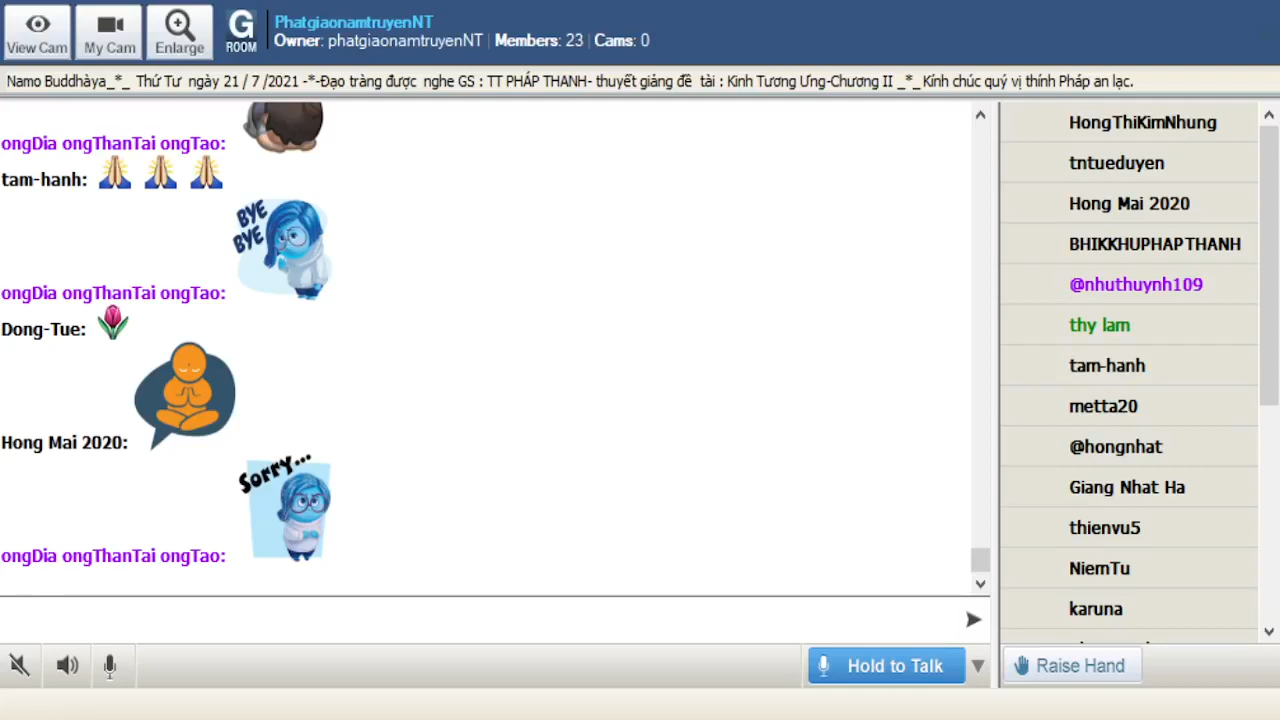 View Cam
My Cam
Enlarge
G
ROOM
PhatgiaonamtruyenNT
Owner: phatgiaonamtruyenNT | Members: 23 | Cams: 0
Namo Buddhàya_*_ Thứ Tư ngày 21 / 7 /2021 -*-Đạo tràng được nghe GS : TT PHÁP THANH- thuyết giảng đề tài : Kinh Tương Ưng-Chương II _*_Kính chúc quý vị thính Pháp an lạc.
ongDia ongThanTai ongTao:
tam-hanh:
BYE
BYE
ongDia ongThanTai ongTao:
Dong-Tue:
Hong Mai 2020:
Sorry...
ongDia ongThanTai ongTao:
HongThiKimNhung
tntueduyen
Hong Mai 2020
BHIKKHUPHAPTHANH
@nhuthuynh109
thy lam
tam-hanh
metta20
@hongnhat
Giang Nhat Ha
thienvu5
NiemTu
karuna
Hold to Talk
Raise Hand